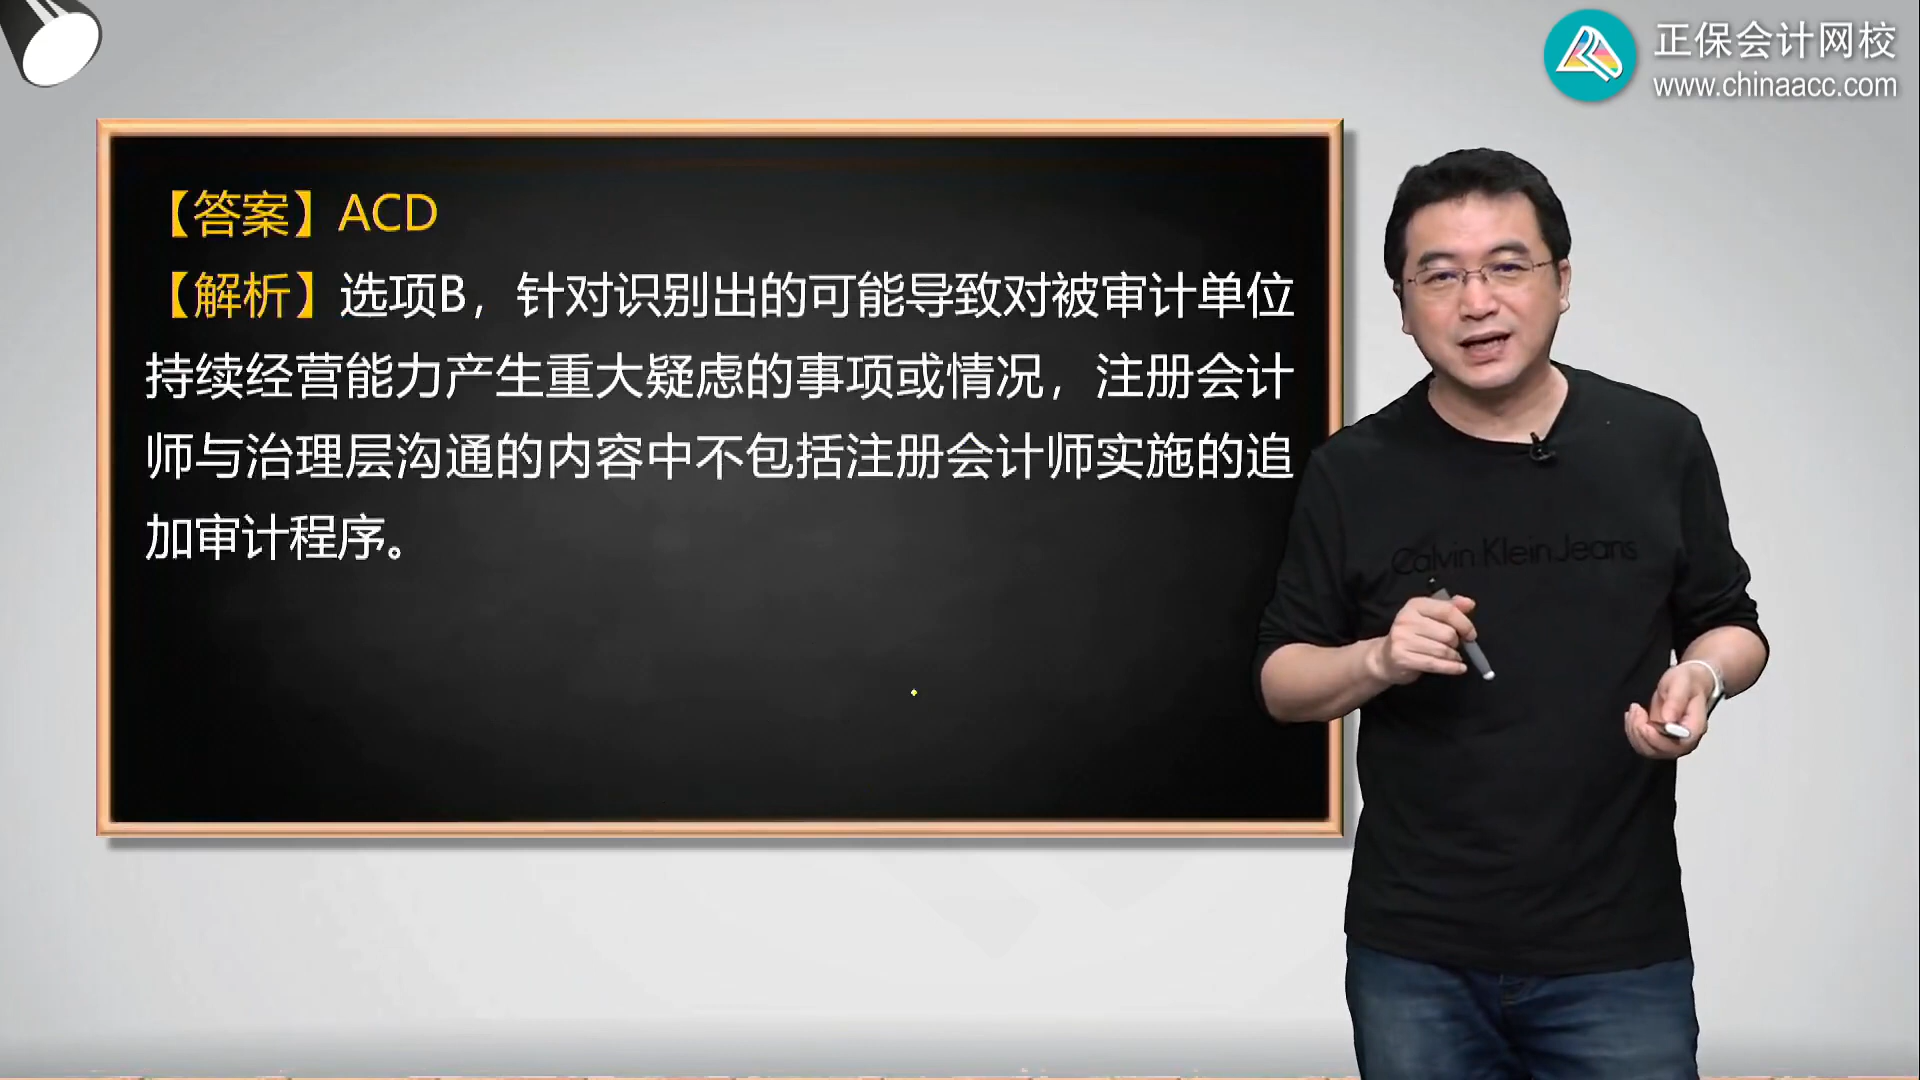 正保会计网校
www.chinaacc.com
【答案】ACD
【解析】选项B，针对识别出的可能导致对被审计单位
持续经营能力产生重大疑虑的事项或情况，注册会计
师与治理层沟通的内容中不包括注册会计师实施的追
加审计程序。
Calvin Klein Jeans